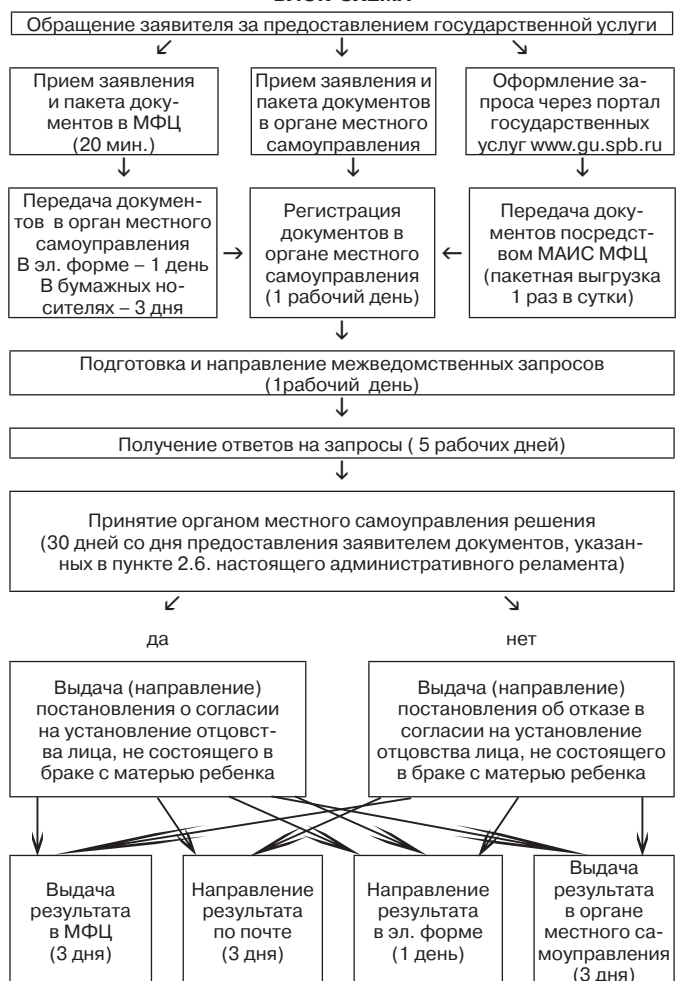 Обращение заявителя за предоставлением государственной услуги
Прием заявления
и пакета доку-
ментов в МФЦ
(20 мин.)
Прием заявления и
пакета документов
в органе местного
самоуправления
Оформление за-
проса через портал
государственных
услуг www.gu.spb.ru
Передача докумен-
тов в орган местного
самоуправления
В эл. форме – 1 день
В бумажных но-
сителях – 3 дня
Регистрация
документов в
органе местного
самоуправления
(1 рабочий день)
Передача доку-
ментов посредст-
вом МАИС МФЦ
(пакетная выгрузка
1 раз в сутки)
Подготовка и направление межведомственных запросов
(1рабочий день)
Получение ответов на запросы ( 5 рабочих дней)
Принятие органом местного самоуправления решения
(30 дней со дня предоставления заявителем документов, указан-
ных в пункте 2.6. настоящего административного реламента)
да
нет
Выдача (направление)
постановления о согласии
на установление отцовст-
ва лица, не состоящего в
браке с матерью ребенка
Выдача (направление)
постановления об отказе в
согласии на установление
отцовства лица, не состоящего
в браке с матерью ребенка
Выдача
результата
в МФЦ
(3 дня)
Направление
результата
по почте
(3 дня)
Направление
результата
в эл. форме
(1 день)
Выдача
результата
в органе
местного са-
моуправления
(3 дня)